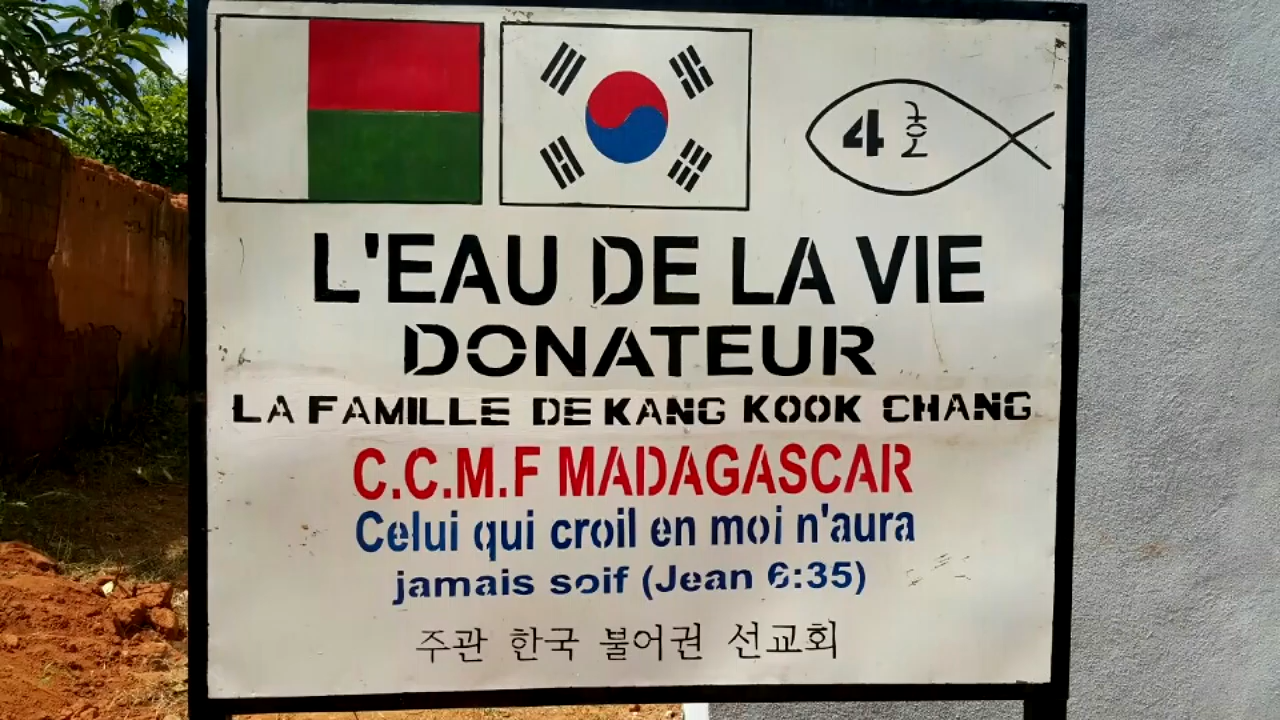 4 호
L'EAU DE LA VIE
DONATEUR
LA FAMILLE DE KANG KOOK CHANG
C.C.M.F MADAGASCAR
Celui qui croil en moi n'aura
jamais soif (Jean 6:35)
주관 한국 불어권 선교회